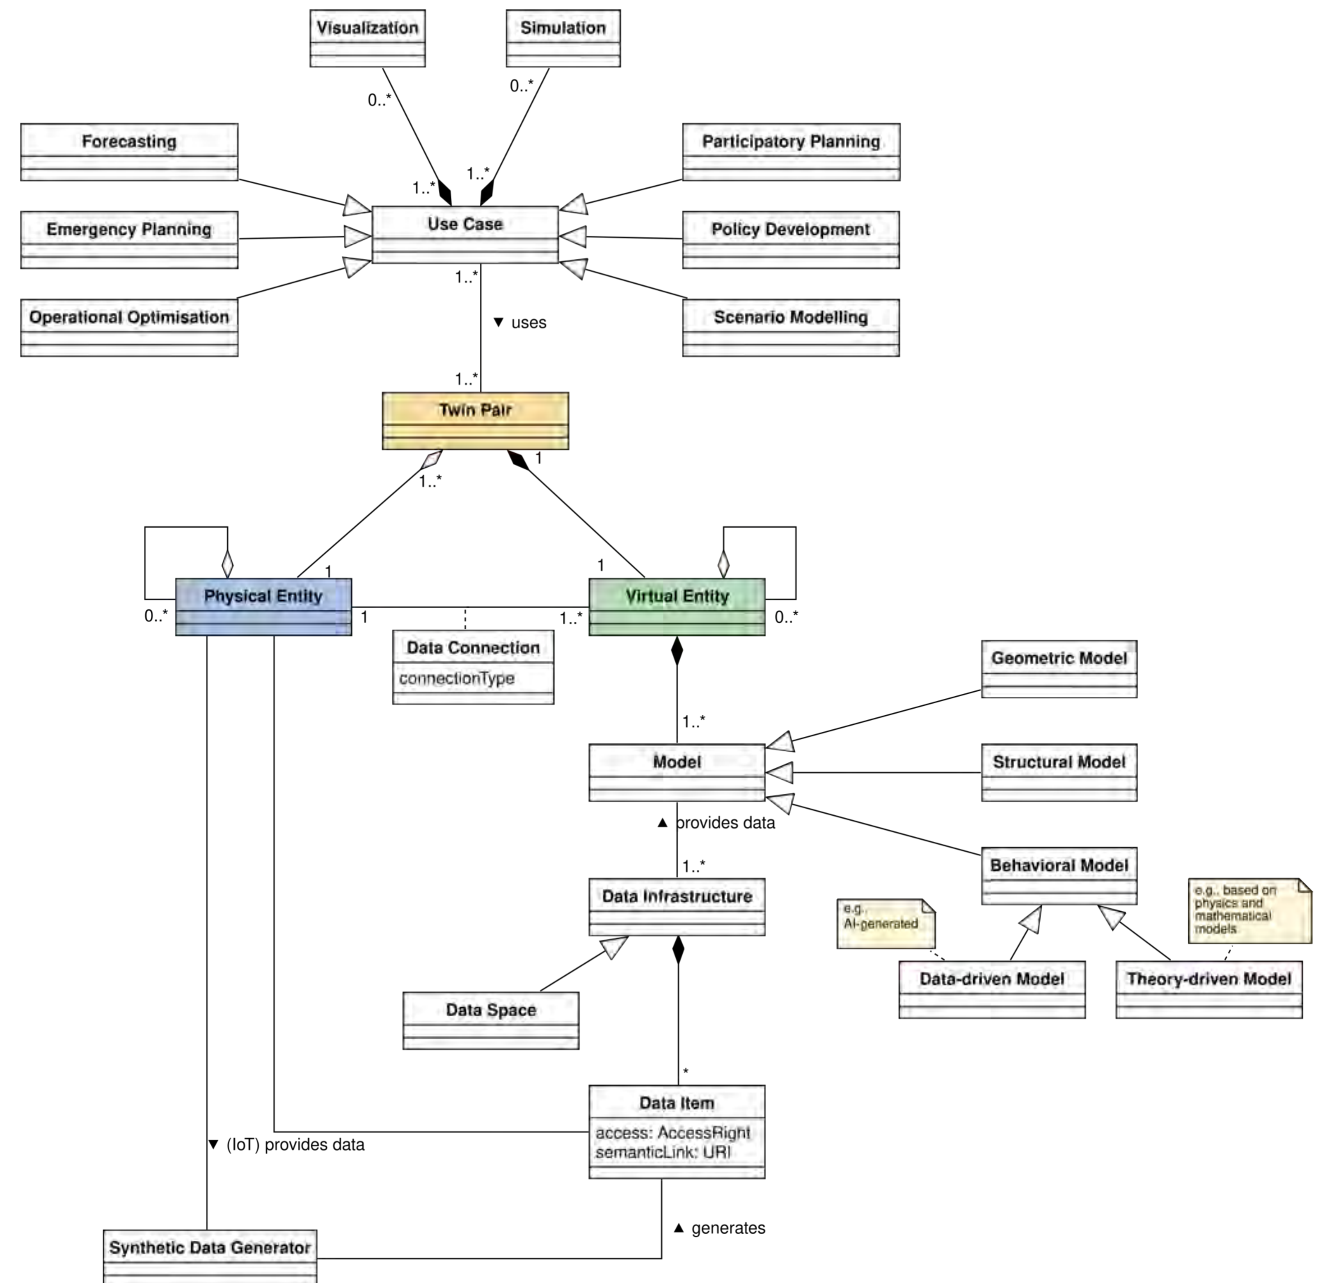 Visualization
Simulation
0..*
0..*
Forecasting
Participatory Planning
1..*
1..*
Emergency Planning
Use Case
Policy Development
1..*
Operational Optimisation
▼ uses
Scenario Modelling
1..*
Twin Pair
1..*
1
1
1
Physical Entity
Virtual Entity
0..*
1
1..*
0..*
Data Connection
connectionType
Geometric Model
1..*
Model
Structural Model
▲ provides data
1..*
Behavioral Model
Data Infrastructure
e.g.,
AI-generated
e.g., based on
physics and
mathematical
models
Data-driven Model
Theory-driven Model
Data Space
*
Data Item
access: AccessRight
semanticLink: URI
▼ (IoT) provides data
▲ generates
Synthetic Data Generator